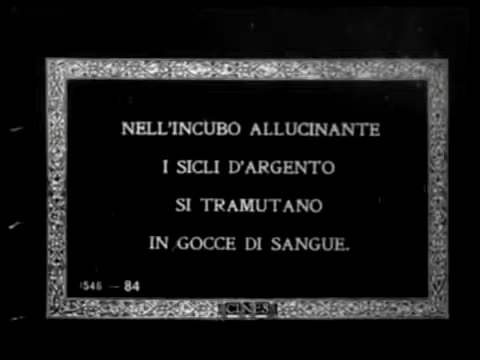 NELL'INCUBO ALLUCINANTE
I SICLI D'ARGENTO
SI TRAMUTANO
IN GOCCE DI SANGUE.
1546 — 84
CINES